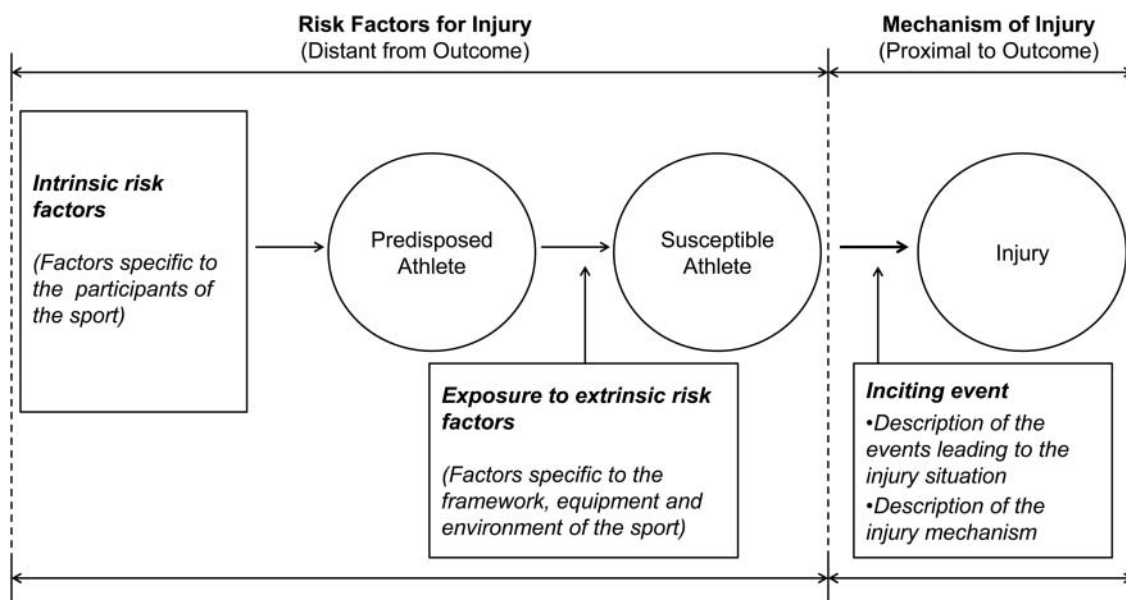 Risk Factors for Injury
(Distant from Outcome)
Mechanism of Injury
(Proximal to Outcome)
Intrinsic risk
factors
(Factors specific to
the participants of
the sport)
Predisposed
Athlete
Susceptible
Athlete
Injury
Exposure to extrinsic risk
factors
(Factors specific to the
framework, equipment and
environment of the sport)
Inciting event
•Description of the
events leading to the
injury situation
•Description of the
injury mechanism